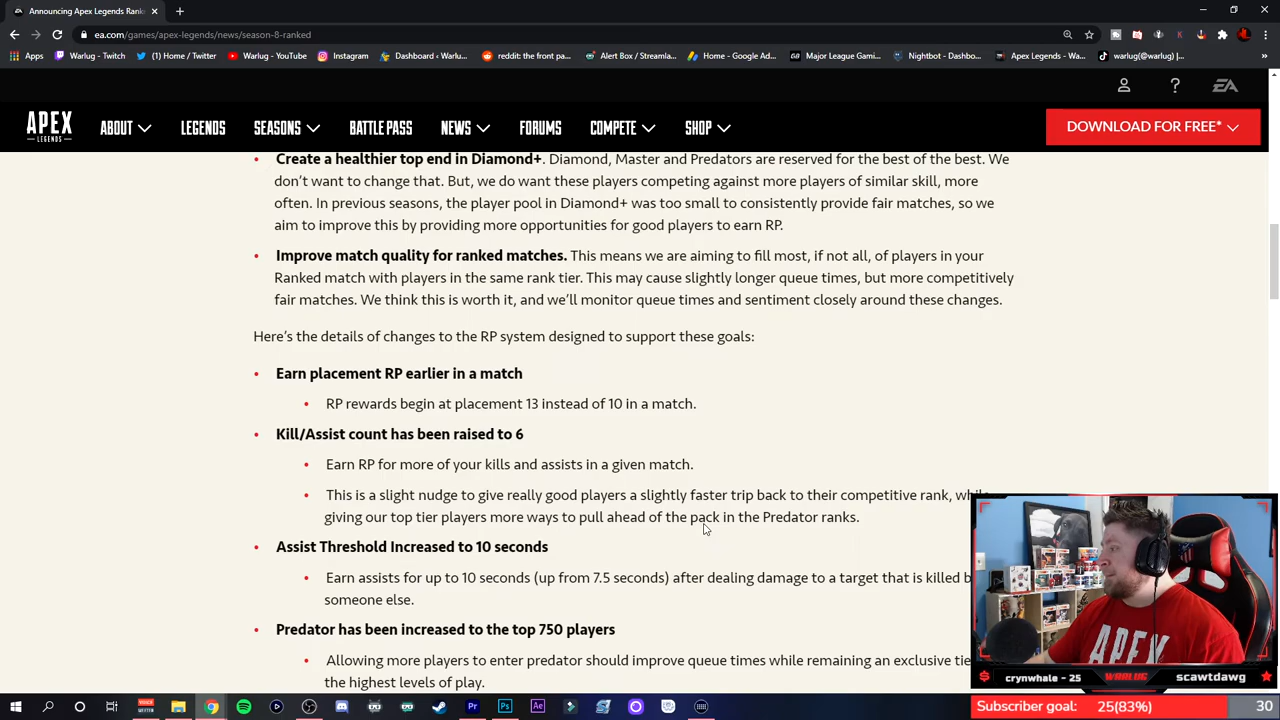 Announcing Apex Legends Rank
ea.com/games/apex-legends/news/season-8-ranked
Apps
Warlug - Twitch
(1) Home / Twitter
Warlug - YouTube
Instagram
Dashboard - Warlu...
reddit: the front pa...
Alert Box / Streamla...
Home - Google Ad...
Major League Gami...
Nightbot - Dashbo...
Apex Legends - Wa...
warlug(@warlug) |...
EA
APEX
LEGENDS
ABOUT
LEGENDS
SEASONS
BATTLE PASS
NEWS
FORUMS
COMPETE
SHOP
DOWNLOAD FOR FREE*
• Create a healthier top end in Diamond+. Diamond, Master and Predators are reserved for the best of the best. We
don't want to change that. But, we do want these players competing against more players of similar skill, more
often. In previous seasons, the player pool in Diamond+ was too small to consistently provide fair matches, so we
aim to improve this by providing more opportunities for good players to earn RP.
• Improve match quality for ranked matches. This means we are aiming to fill most, if not all, of players in your
Ranked match with players in the same rank tier. This may cause slightly longer queue times, but more competitively
fair matches. We think this is worth it, and we'll monitor queue times and sentiment closely around these changes.
Here's the details of changes to the RP system designed to support these goals:
• Earn placement RP earlier in a match
• RP rewards begin at placement 13 instead of 10 in a match.
• Kill/Assist count has been raised to 6
• Earn RP for more of your kills and assists in a given match.
• This is a slight nudge to give really good players a slightly faster trip back to their competitive rank, while
giving our top tier players more ways to pull ahead of the pack in the Predator ranks.
• Assist Threshold Increased to 10 seconds
• Earn assists for up to 10 seconds (up from 7.5 seconds) after dealing damage to a target that is killed b
someone else.
• Predator has been increased to the top 750 players
• Allowing more players to enter predator should improve queue times while remaining an exclusive tie
the highest levels of play.
APEX
crynwhale - 25
WARLUG
scawtdawg
Subscriber goal:
25(83%)
30